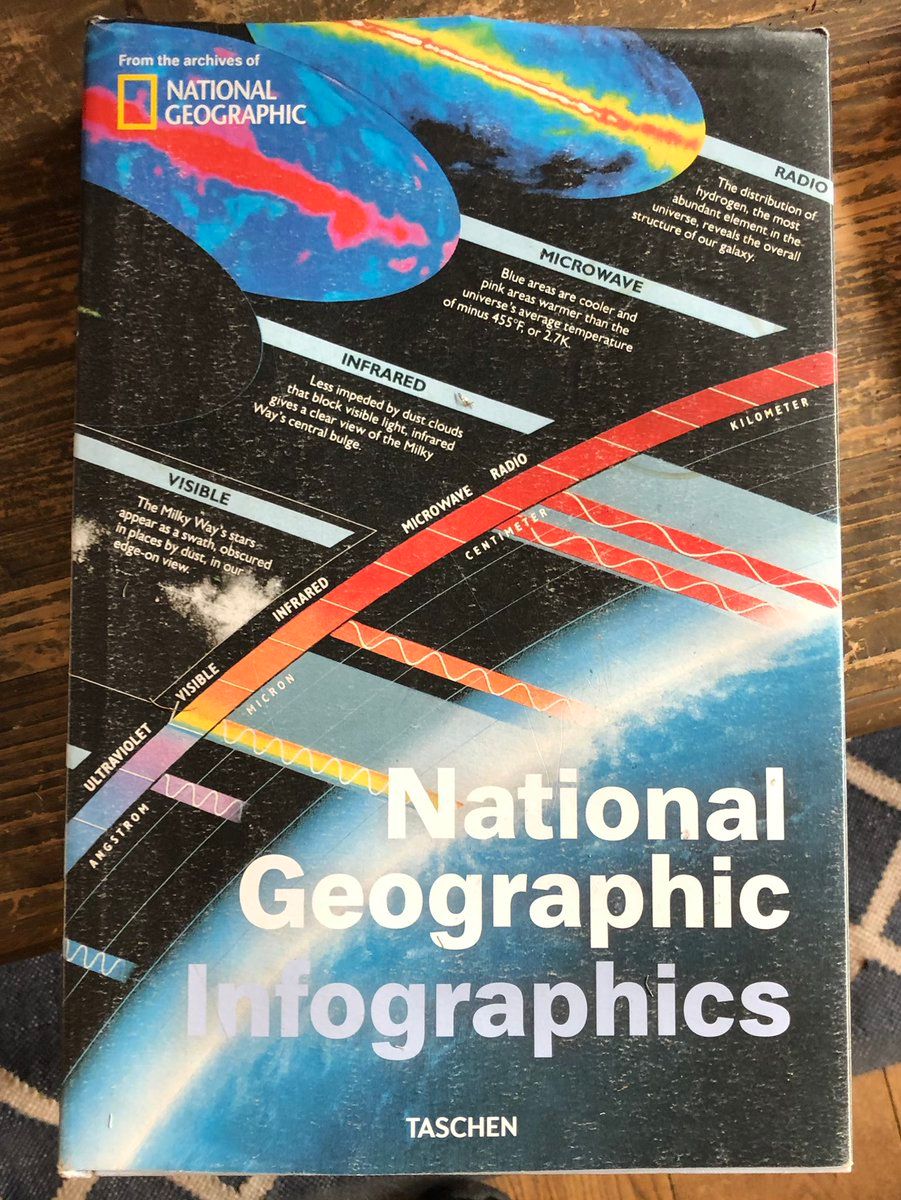 From the archives of
NATIONAL
GEOGRAPHIC
RADIO
The distribution of
hydrogen, the most
abundant element in the
universe, reveals the overall
structure of our galaxy.
MICROWAVE
Blue areas are cooler and
pink areas warmer than the
universe's average temperature
of minus 455°F, or 2.7K.
INFRARED
Less impeded by dust clouds
that block visible light, infrared
gives a clear view of the Milky
Way's central bulge.
VISIBLE
The Milky Way's stars
appear as a swath, obscured
in places by dust, in our
edge-on view.
KILOMETER
RADIO
MICROWAVE
CENTIMETER
INFRARED
VISIBLE
MICRON
ULTRAVIOLET
ANGSTROM
National
Geographic
Infographics
TASCHEN